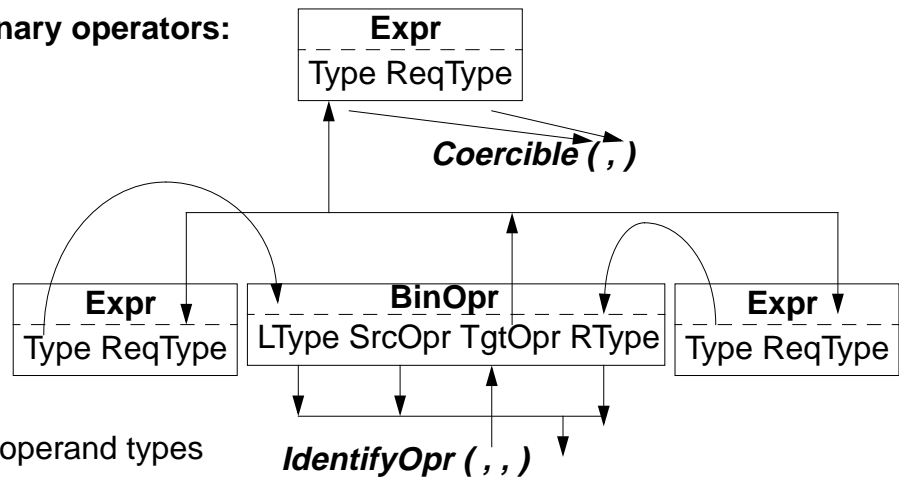 nary operators:
Expr
Type ReqType
Coercible ( , )
Expr
Type ReqType
BinOpr
LType SrcOpr TgtOpr RType
Expr
Type ReqType
operand types
IdentifyOpr ( , , )